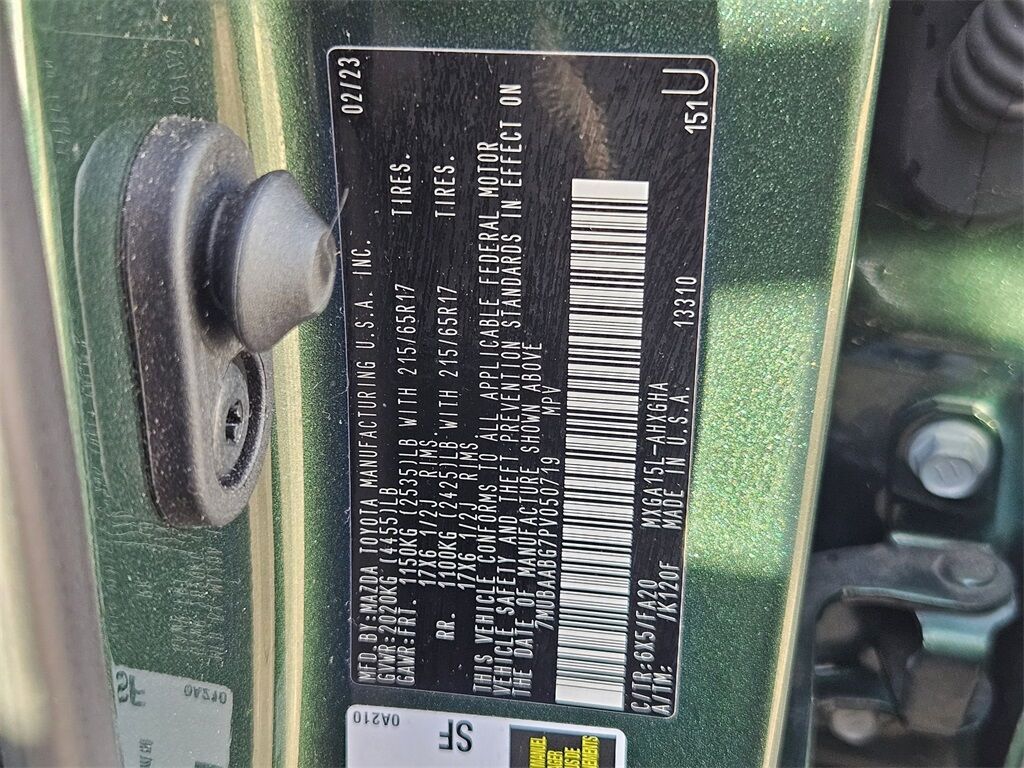 02/23
MFD.BY:MAZDA TOYOTA MANUFACTURING U.S.A. INC.
GVWR:2020KG (4455)LB
GAWR:FRT. 1150KG (2535)LB WITH 215/65R17 TIRES.
17X6 1/2J RIMS
RR. 1100KG (2425)LB WITH 215/65R17 TIRES.
17X6 1/2J RIMS.
THIS VEHICLE CONFORMS TO ALL APPLICABLE FEDERAL MOTOR
VEHICLE SAFETY AND THEFT PREVENTION STANDARDS IN EFFECT ON
THE DATE OF MANUFACTURE SHOWN ABOVE
7MUBAABG7PV050719 MPV
C/TR:6X5/FA20 MXGA15L-AHXGHA 13310
A/TM: /K120F MADE IN U.S.A.
151U
0A210
SF
SF